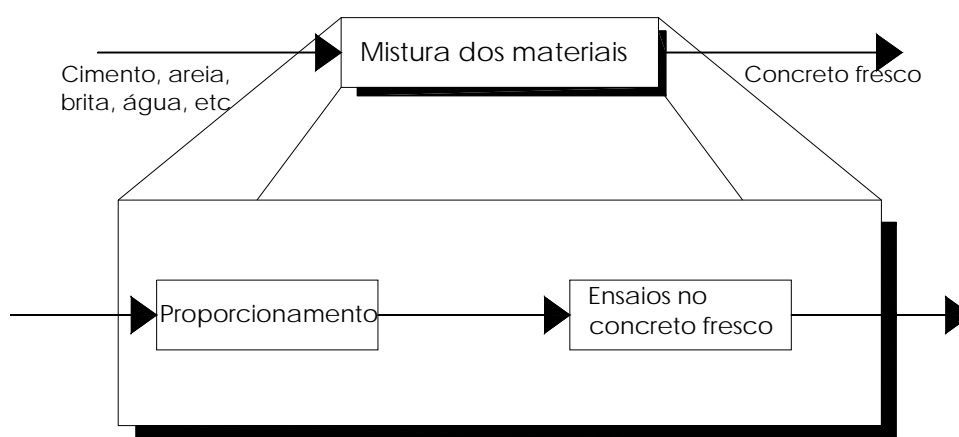 Mistura dos materiais
Cimento, areia,
brita, água, etc
Concreto fresco
Proporcionamento
Ensaios no
concreto fresco